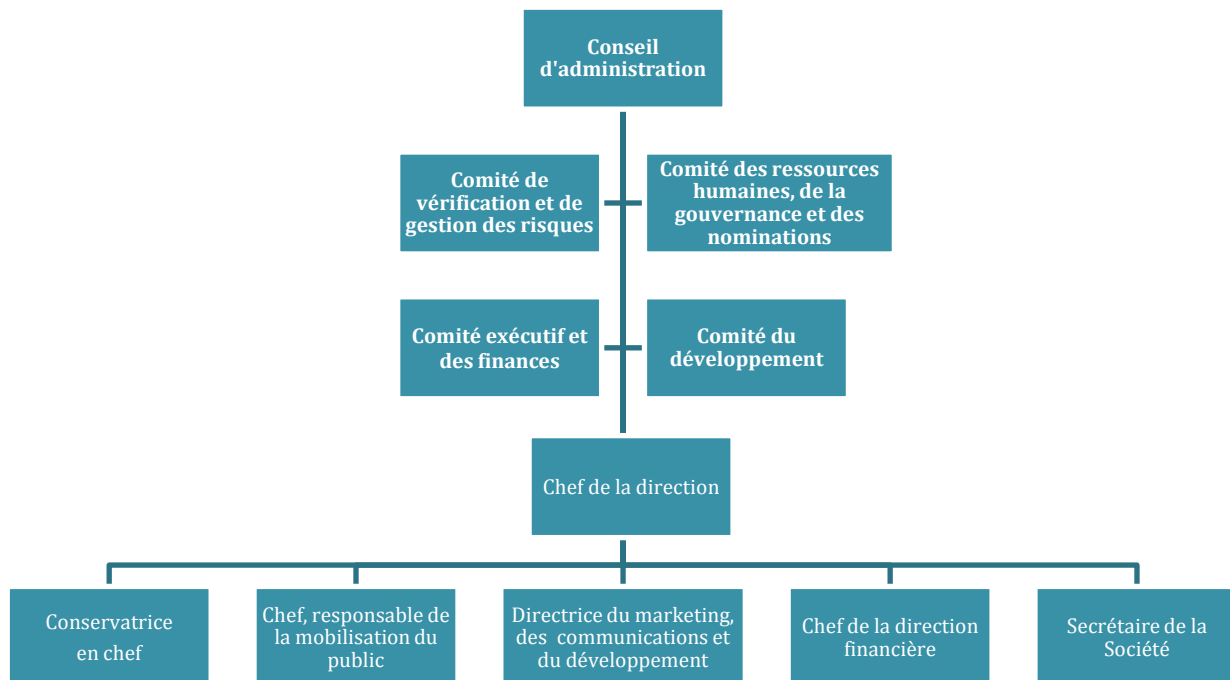 Conseil
d'administration
Comité de
vérification et de
gestion des risques
Comité des ressources
humaines, de la
gouvernance et des
nominations
Comité exécutif et
des finances
Comité du
développement
Chef de la direction
Conservatrice
en chef
Chef, responsable de
la mobilisation du
public
Directrice du marketing,
des communications et
du développement
Chef de la direction
financière
Secrétaire de la
Société